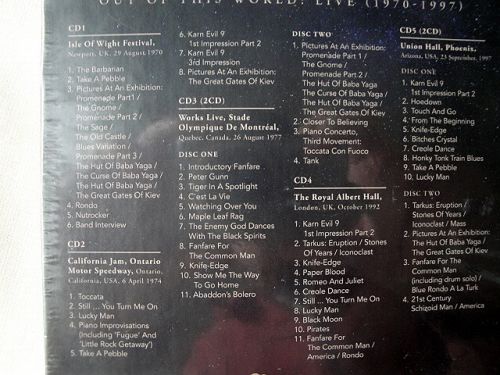 OUT OF THIS WORLD: LIVE (1970-1997)
CD1
Isle Of Wight Festival,
Newport, UK, 29 August 1970
1. The Barbarian
2. Take A Pebble
3. Pictures At An Exhibition:
Promenade Part 1 /
The Gnome /
Promenade Part 2 /
The Sage /
The Old Castle /
Blues Variation /
Promenade Part 3 /
The Hut Of Baba Yaga /
The Curse Of Baba Yaga /
The Hut Of Baba Yaga /
The Great Gates Of Kiev
4. Rondo
5. Nutrocker
6. Band Interview
CD2
California Jam, Ontario
Motor Speedway, Ontario,
California, USA, 6 April 1974
1. Toccata
2. Still ... You Turn Me On
3. Lucky Man
4. Piano Improvisations
(Including 'Fugue' And
'Little Rock Getaway')
5. Take A Pebble
6. Karn Evil 9
1st Impression Part 2
7. Karn Evil 9
3rd Impression
8. Pictures At An Exhibition:
The Great Gates Of Kiev
CD3 (2CD)
Works Live, Stade
Olympique De Montréal,
Quebec, Canada, 26 August 1977
DISC ONE
1. Introductory Fanfare
2. Peter Gunn
3. Tiger In A Spotlight
4. C'est La Vie
5. Watching Over You
6. Maple Leaf Rag
7. The Enemy God Dances
With The Black Spirits
8. Fanfare For
The Common Man
9. Knife-Edge
10. Show Me The Way
To Go Home
11. Abaddon's Bolero
DISC TWO
1. Pictures At An Exhibition:
Promenade Part 1 /
The Gnome /
Promenade Part 2 /
The Hut Of Baba Yaga /
The Curse Of Baba Yaga /
The Hut Of Baba Yaga /
The Great Gates Of Kiev
2. Closer To Believing
3. Piano Concerto,
Third Movement:
Toccata Con Fuoco
4. Tank
CD4
The Royal Albert Hall,
London, UK, October 1992
1. Karn Evil 9
1st Impression Part 2
2. Tarkus: Eruption / Stones
Of Years / Iconoclast
3. Knife-Edge
4. Paper Blood
5. Romeo And Juliet
6. Creole Dance
7. Still ... You Turn Me On
8. Lucky Man
9. Black Moon
10. Pirates
11. Fanfare For The
Common Man /
America / Rondo
CD5 (2CD)
Union Hall, Phoenix,
Arizona, USA, 23 September, 1997
DISC ONE
1. Karn Evil 9
1st Impression Part 2
2. Hoedown
3. Touch And Go
4. From The Beginning
5. Knife-Edge
6. Bitches Crystal
7. Creole Dance
8. Honky Tonk Train Blues
9. Take A Pebble
10. Lucky Man
DISC TWO
1. Tarkus: Eruption /
Stones Of Years /
Iconoclast / Mass
2. Pictures At An Exhibition:
The Hut Of Baba Yaga /
The Great Gates Of Kiev
3. Fanfare For The
Common Man
(including drum solo) /
Blue Rondo A La Turk
4. 21st Century
Schizoid Man / America